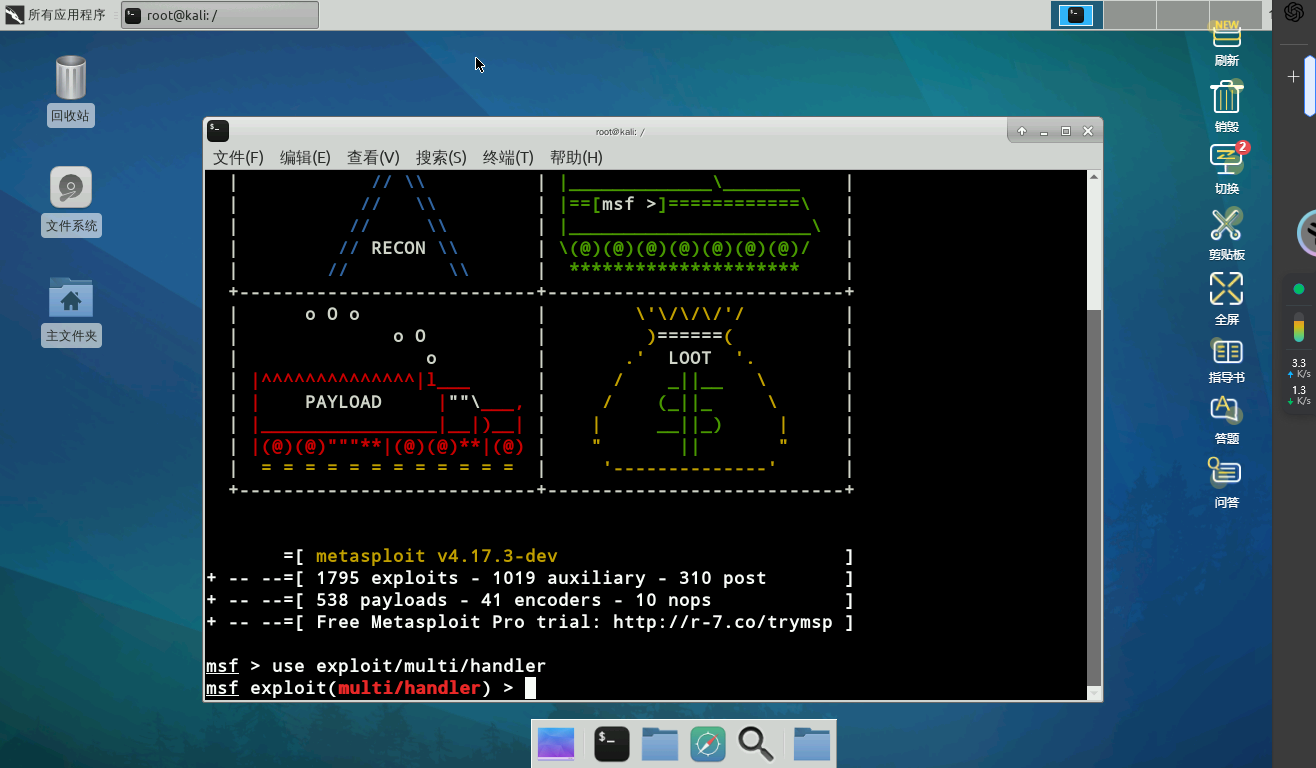 所有应用程序
root@kali: /
回收站
文件系统
主文件夹
root@kali: /
文件(F) 编辑(E) 查看(V) 搜索(S) 终端(T) 帮助(H)
|             // \\          | |______________\_______    |
|            //   \\         | |==[msf >]============\   |
|           //     \\        | |______________________\  |
|          // RECON \\       | \(@)(@)(@)(@)(@)(@)(@)/   |
|         //         \\      |  *********************    |
+----------------------------+---------------------------+
|      o O o                 |        \'\/\/\/'/         |
|              o O           |         )======(          |
|                 o          |       .'  LOOT  '.        |
| |^^^^^^^^^^^^^^|l___       |      /    _||__   \       |
| |    PAYLOAD     |""\___,  |     /    (_||_     \      |
| |________________|__|)__|  |    |     __||_)     |     |
| |(@)(@)"""**|(@)(@)**|(@)  |    "       ||       "     |
|  = = = = = = = = = = = =   |     '--------------'      |
+----------------------------+---------------------------+
=[ metasploit v4.17.3-dev ]
+ -- --=[ 1795 exploits - 1019 auxiliary - 310 post ]
+ -- --=[ 538 payloads - 41 encoders - 10 nops ]
+ -- --=[ Free Metasploit Pro trial: http://r-7.co/trymsp ]
msf > use exploit/multi/handler
msf exploit(multi/handler) >
NEW
刷新
销毁
2
切换
剪贴板
全屏
指导书
答题
问答
3.3
K/s
1.3
K/s